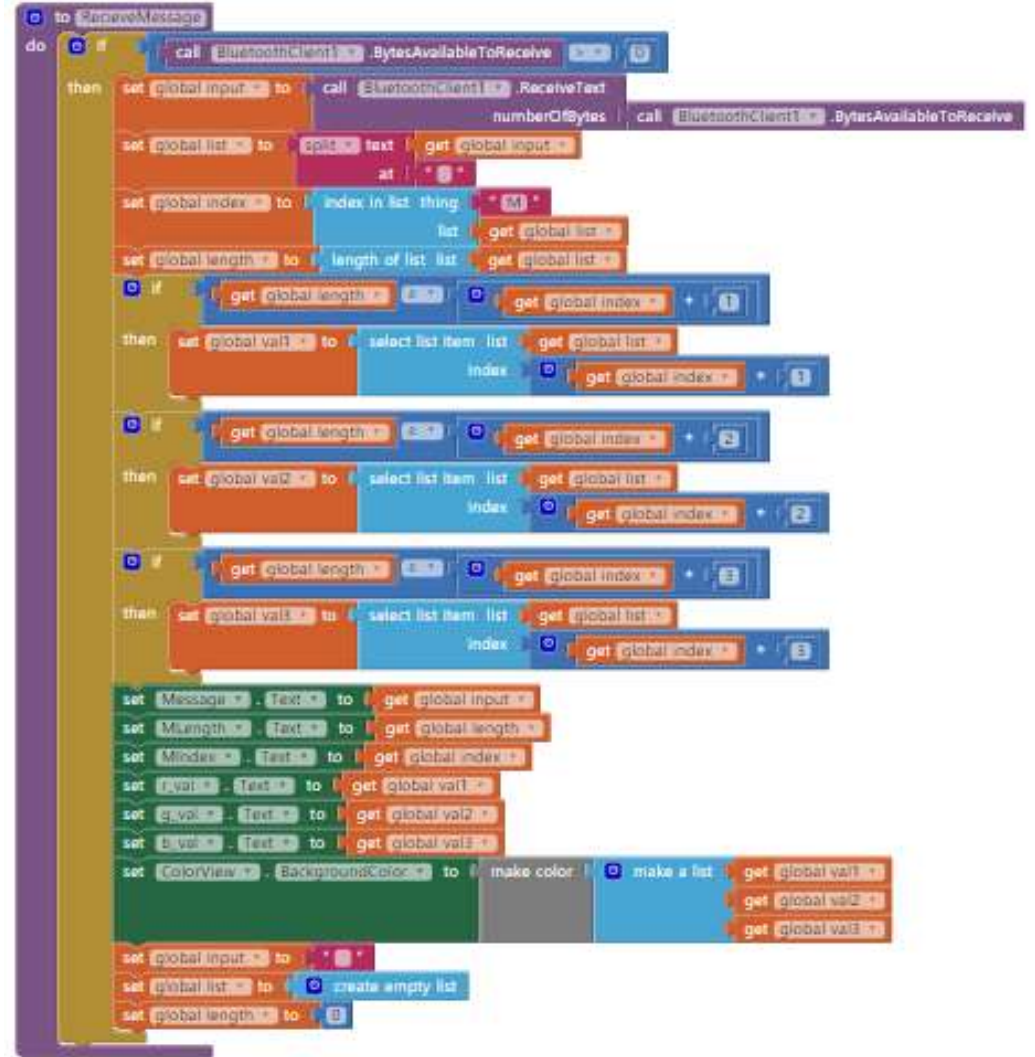 to RecieveMessage
do if call BluetoothClient1 .BytesAvailableToReceive > 0
then set global input to call BluetoothClient1 .ReceiveText
numberOfBytes call BluetoothClient1 .BytesAvailableToReceive
set global list to split text get global input
at " "
set global index to index in list thing " M "
list get global list
set global length to length of list list get global list
if get global length get global index + 1
then set global val1 to select list item list get global list
index get global index + 1
if get global length get global index + 2
then set global val2 to select list item list get global list
index get global index + 2
if get global length get global index + 3
then set global val3 to select list item list get global list
index get global index + 3
set Message . Text to get global input
set MLength . Text to get global length
set MIndex . Text to get global index
set r_val . Text to get global val1
set g_val . Text to get global val2
set b_val . Text to get global val3
set ColorView . BackgroundColor to make color make a list get global val1
get global val2
get global val3
set global input to " "
set global list to create empty list
set global length to 0